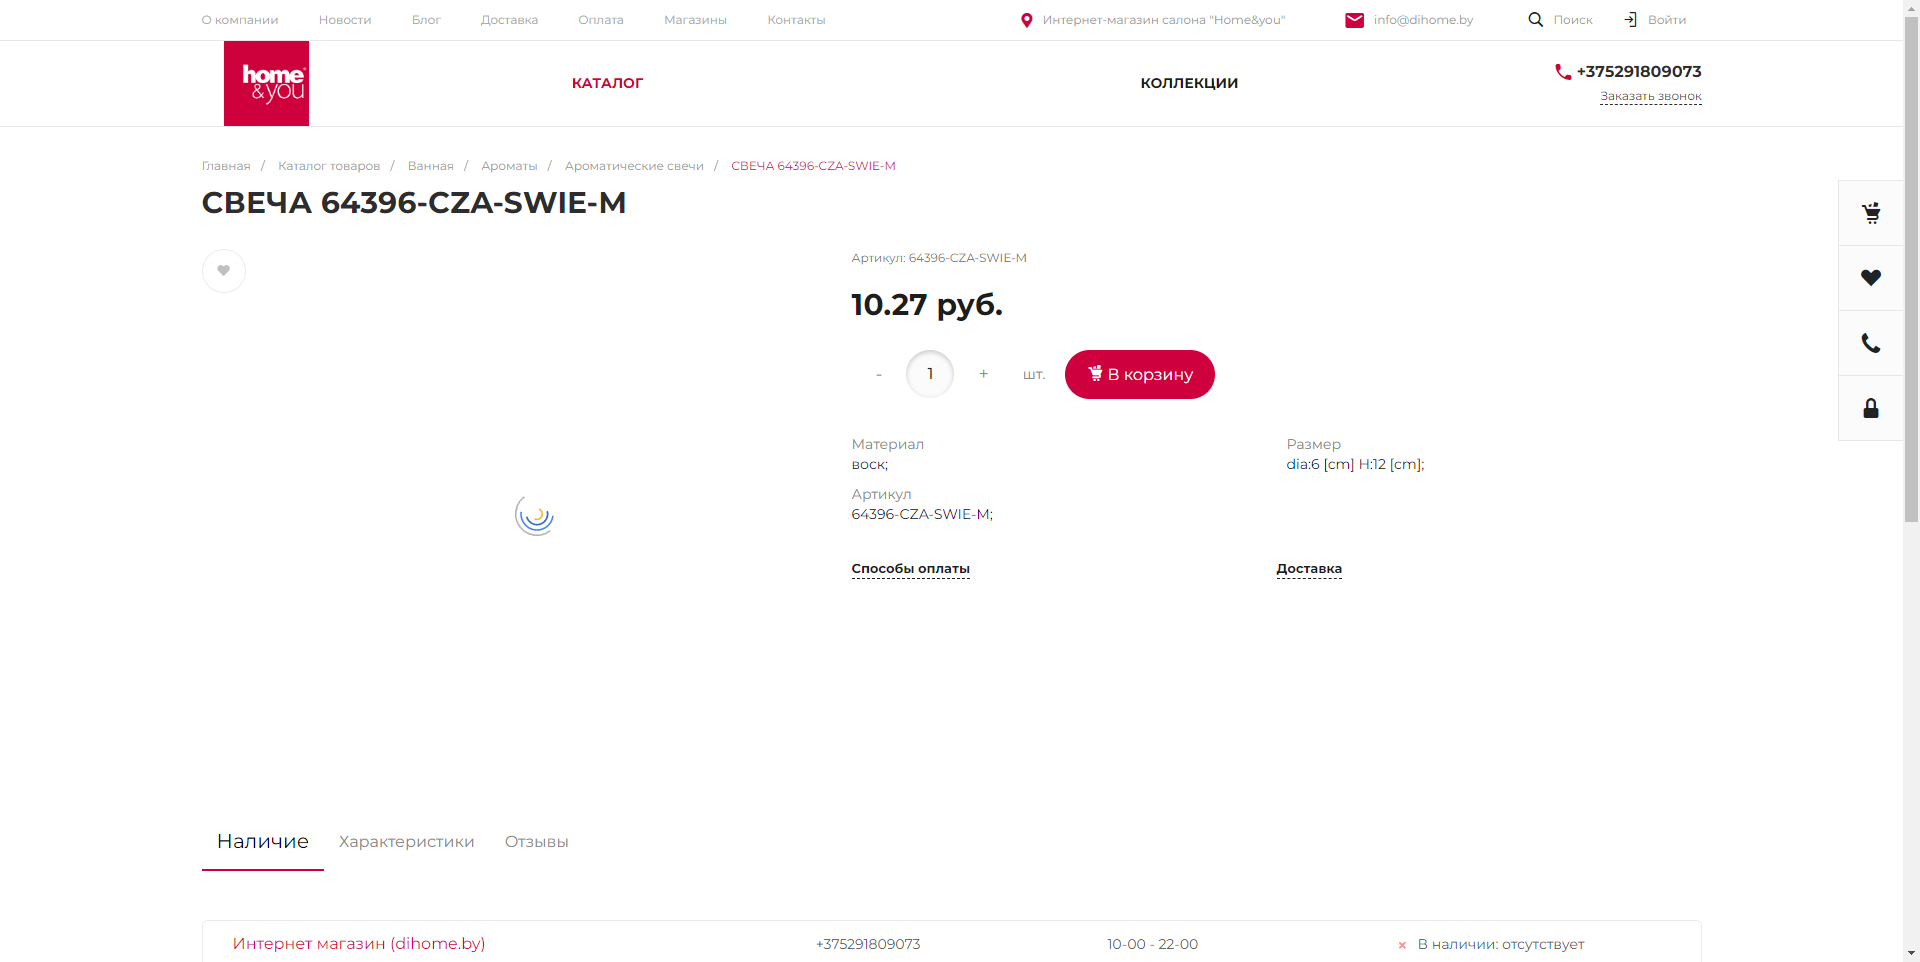 О компании
Новости
Блог
Доставка
Оплата
Магазины
Контакты
Интернет-магазин салона "Home&you"
info@dihome.by
Поиск
Войти
home
&you
КАТАЛОГ
КОЛЛЕКЦИИ
+375291809073
Заказать звонок
Главная / Каталог товаров / Ванная / Ароматы / Ароматические свечи / СВЕЧА 64396-CZA-SWIE-M
СВЕЧА 64396-CZA-SWIE-M
Артикул: 64396-CZA-SWIE-M
10.27 руб.
- 1 + шт. В корзину
Материал
воск;
Размер
dia:6 [cm] H:12 [cm];
Артикул
64396-CZA-SWIE-M;
Способы оплаты
Доставка
Наличие
Характеристики
Отзывы
Интернет магазин (dihome.by)
+375291809073
10-00 - 22-00
В наличии: отсутствует